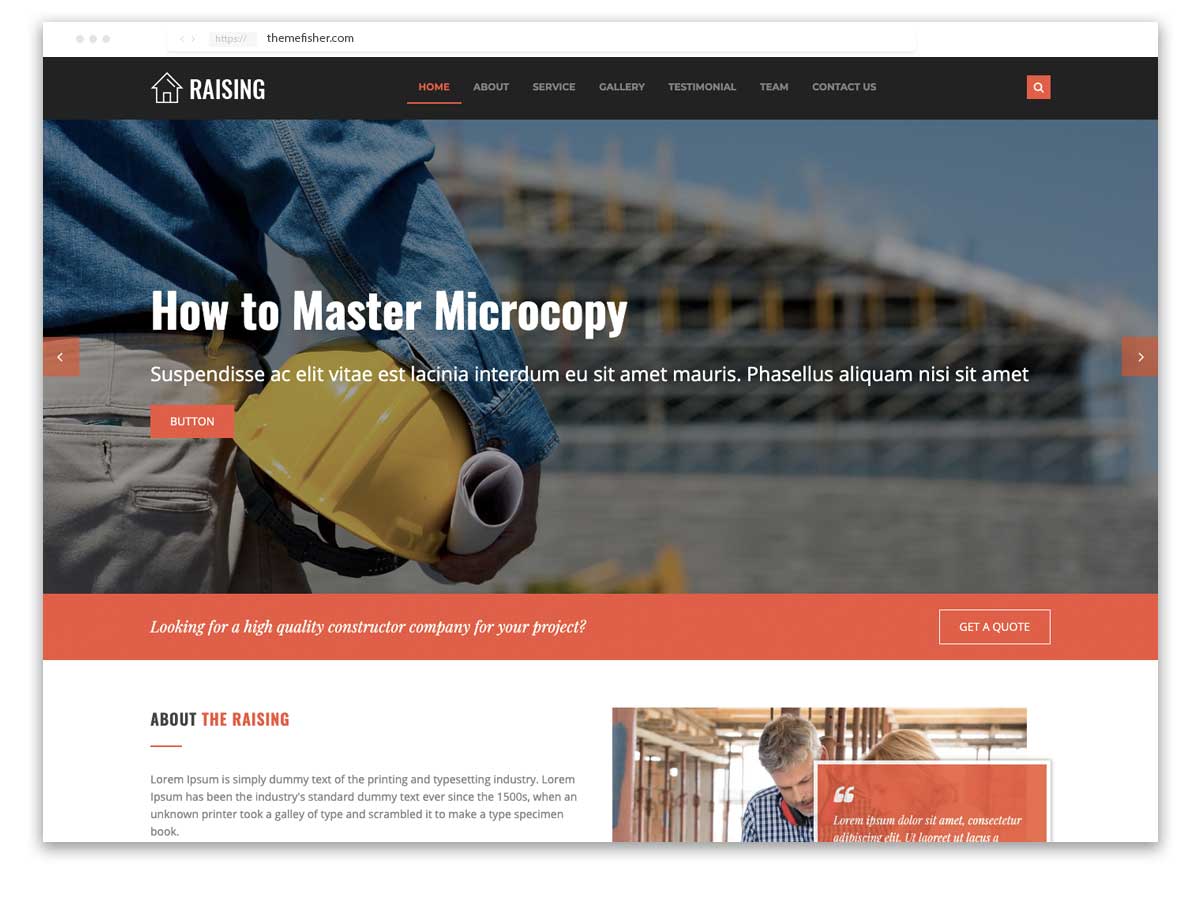 https://
themefisher.com
RAISING
HOME ABOUT SERVICE GALLERY TESTIMONIAL TEAM CONTACT US
How to Master Microcopy
Suspendisse ac elit vitae est lacinia interdum eu sit amet mauris. Phasellus aliquam nisi sit amet
BUTTON
Looking for a high quality constructor company for your project?
GET A QUOTE
ABOUT THE RAISING
Lorem Ipsum is simply dummy text of the printing and typesetting industry. Lorem
Ipsum has been the industry's standard dummy text ever since the 1500s, when an
unknown printer took a galley of type and scrambled it to make a type specimen
book.
Lorem ipsum dolor sit amet, consectetur
adipiscing elit. Ut laoreet ut lacus a